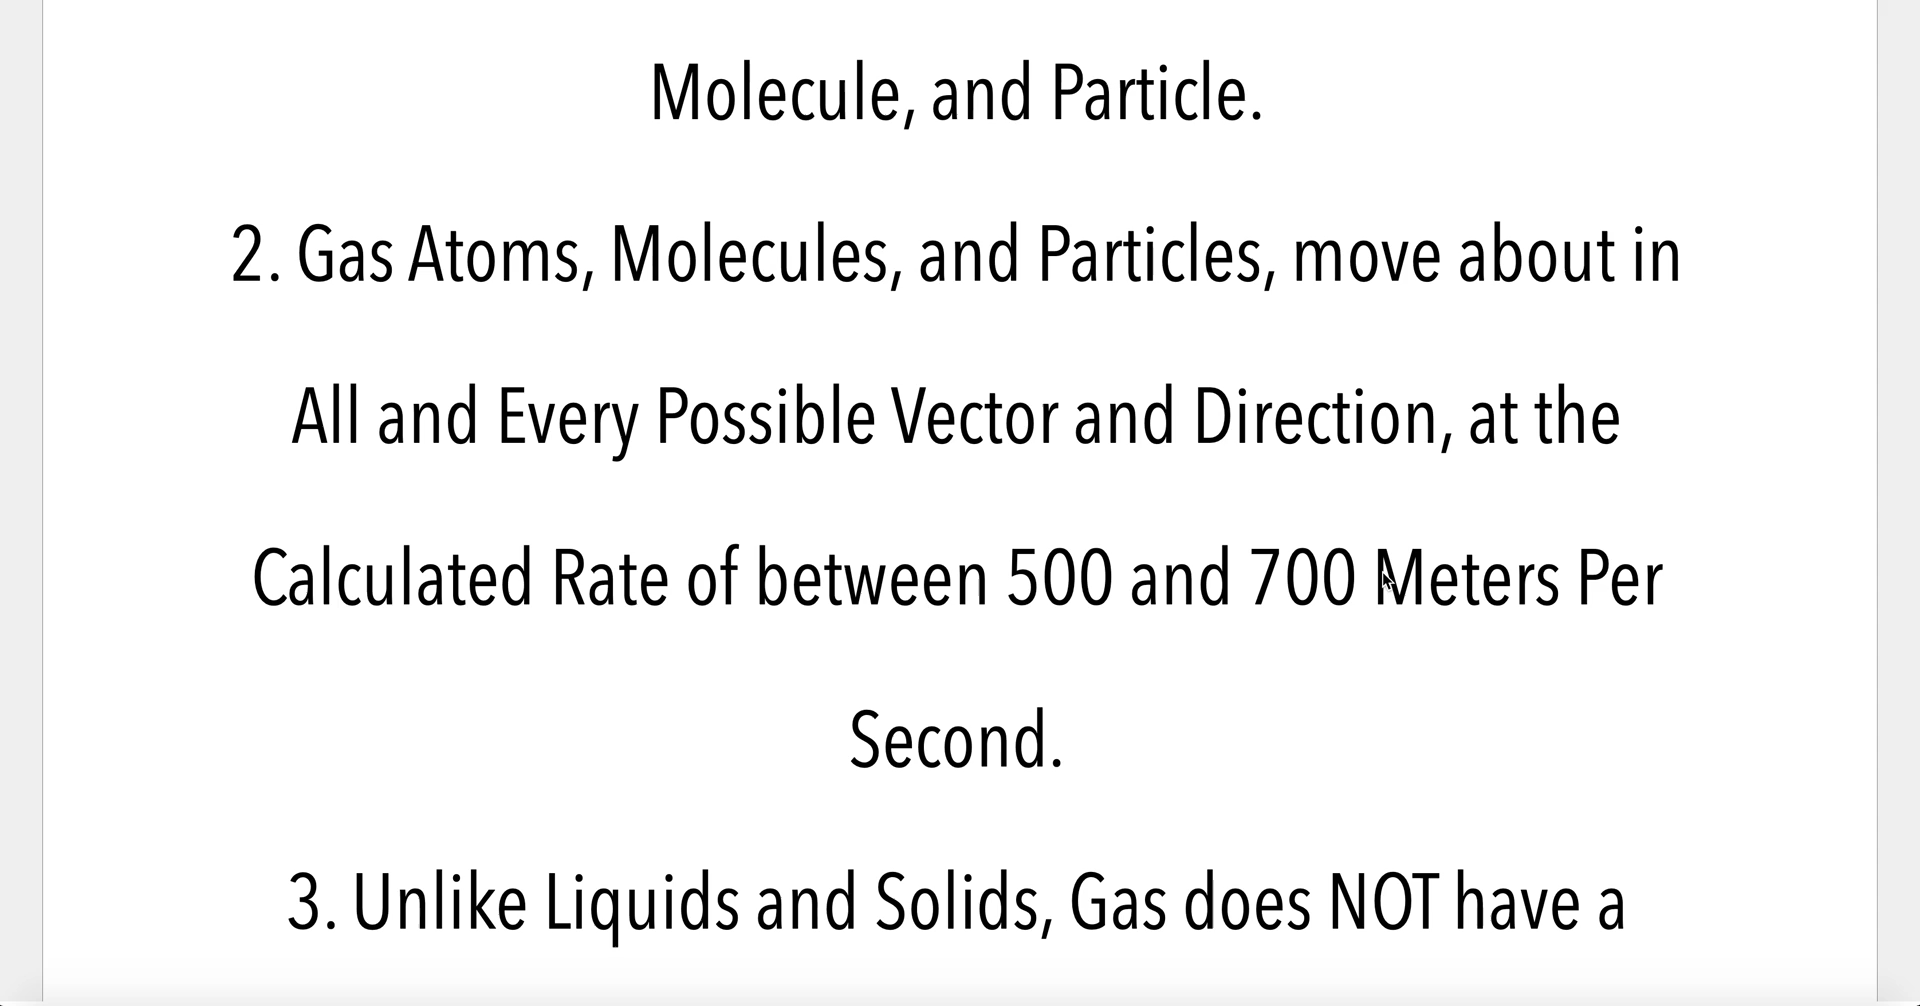 Molecule, and Particle.
2. Gas Atoms, Molecules, and Particles, move about in
All and Every Possible Vector and Direction, at the
Calculated Rate of between 500 and 700 Meters Per
Second.
3. Unlike Liquids and Solids, Gas does NOT have a